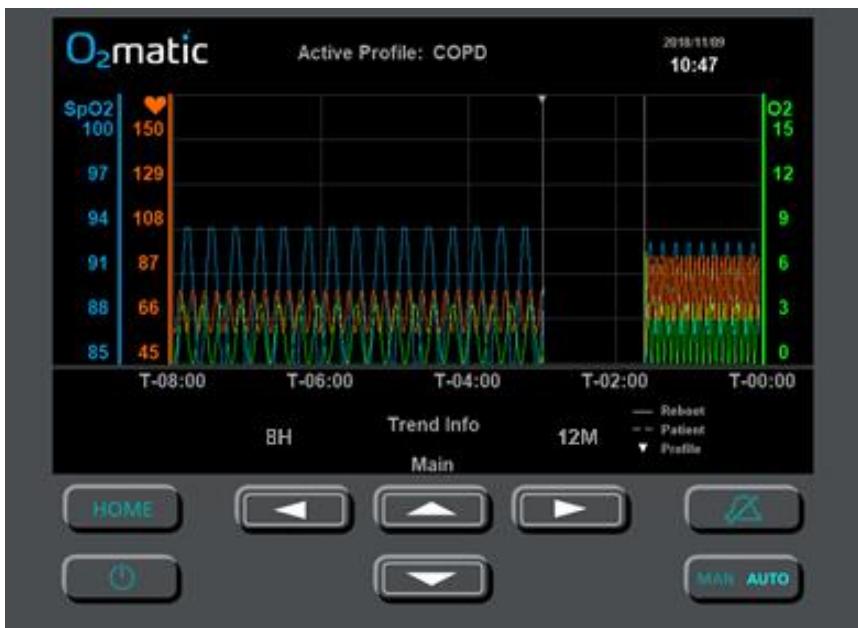 O2matic
Active Profile: COPD
2018/11/09
10:47
SpO2
O2
100 150 15
97 129 12
94 108 9
91 87 6
88 66 3
85 45 0
T-08:00 T-06:00 T-04:00 T-02:00 T-00:00
8H
Trend Info
12M
Main
Reboot
Patient
Profile
HOME
MAN AUTO